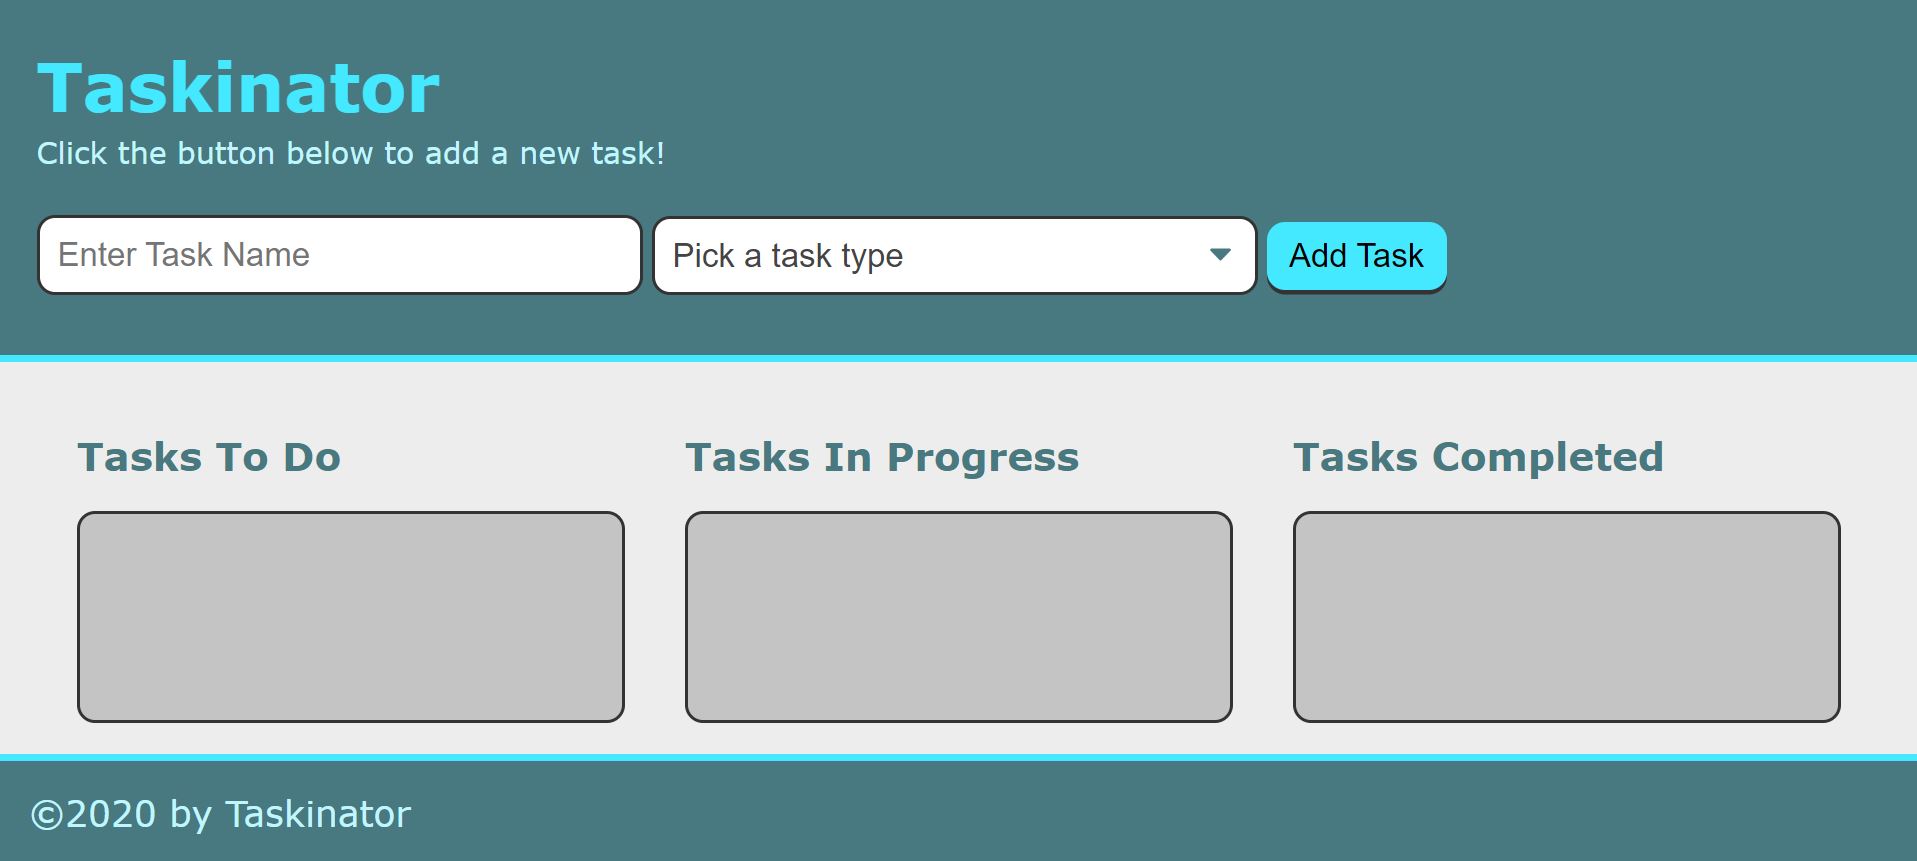 Taskinator
Click the button below to add a new task!
Enter Task Name
Pick a task type
Add Task
Tasks To Do
Tasks In Progress
Tasks Completed
©2020 by Taskinator